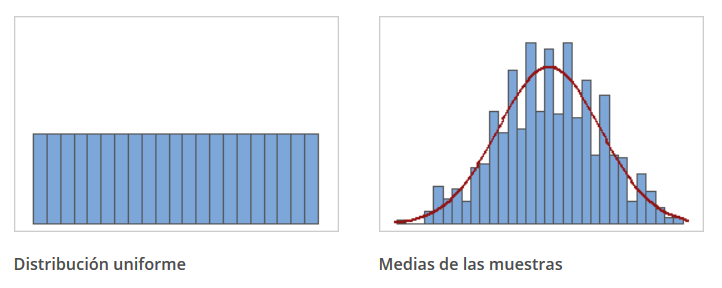 Distribución uniforme
Medias de las muestras